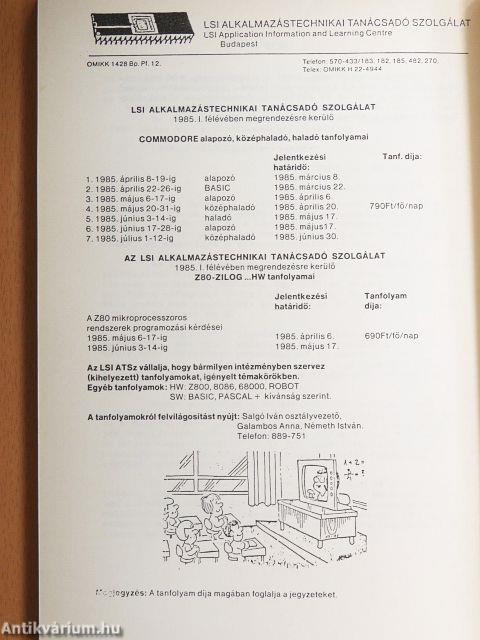 LSI ALKALMAZÁSTECHNIKAI TANÁCSADÓ SZOLGÁLAT
LSI Application Information and Learning Centre
Budapest
OMIKK 1428 Bp. Pf. 12.
Telefon: 570-433/183, 182, 185, 482, 270,
Telex: OMIKK H 22-4944
LSI ALKALMAZÁSTECHNIKAI TANÁCSADÓ SZOLGÁLAT
1985. I. félévében megrendezésre kerülő
COMMODORE alapozó, középhaladó, haladó tanfolyamai
Jelentkezési határidő: Tanf. díja:
1. 1985. április 8-19-ig alapozó 1985. március 8.
2. 1985. április 22-26-ig BASIC 1985. március 22.
3. 1985. május 6-17-ig alapozó 1985. április 6.
4. 1985. május 20-31-ig középhaladó 1985. április 20. 790Ft/fő/nap
5. 1985. június 3-14-ig haladó 1985. május 17.
6. 1985. június 17-28-ig alapozó 1985. május17.
7. 1985. július 1-12-ig középhaladó 1985. június 30.
AZ LSI ALKALMAZÁSTECHNIKAI TANÁCSADÓ SZOLGÁLAT
1985. I. félévében megrendezésre kerülő
Z80-ZILOG ...HW tanfolyamai
Jelentkezési határidő: Tanfolyam díja:
A Z80 mikroprocesszoros
rendszerek programozási kérdései
1985. május 6-17-ig 1985. április 6. 690Ft/fő/nap
1985. június 3-14-ig 1985. május 17.
Az LSI ATSz vállalja, hogy bármilyen intézményben szervez
(kihelyezett) tanfolyamokat, igényelt témakörökben.
Egyéb tanfolyamok: HW: Z800, 8086, 68000, ROBOT
SW: BASIC, PASCAL + kívánság szerint.
A tanfolyamokról felvilágosítást nyújt: Salgó Iván osztályvezető,
Galambos Anna, Németh István.
Telefon: 889-751
1+2=
Megjegyzés: A tanfolyam díja magában foglalja a jegyzeteket.
Antikvárium.hu